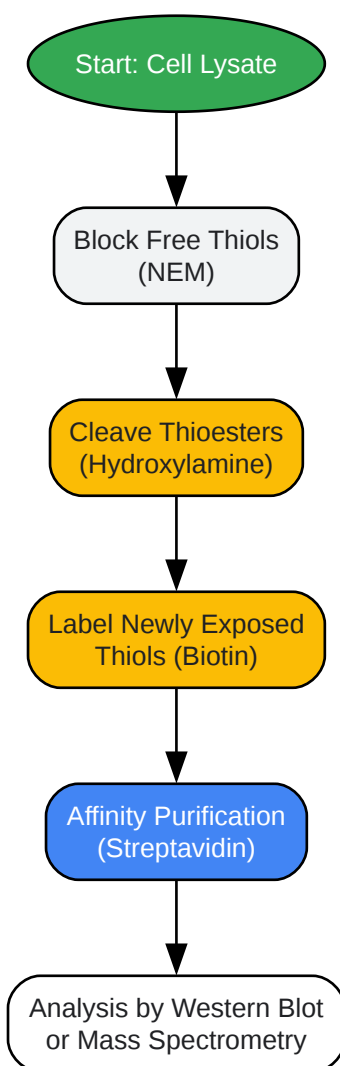 Start: Cell Lysate
Block Free Thiols
(NEM)
Cleave Thioesters
(Hydroxylamine)
Label Newly Exposed
Thiols (Biotin)
Affinity Purification
(Streptavidin)
Analysis by Western Blot
or Mass Spectrometry